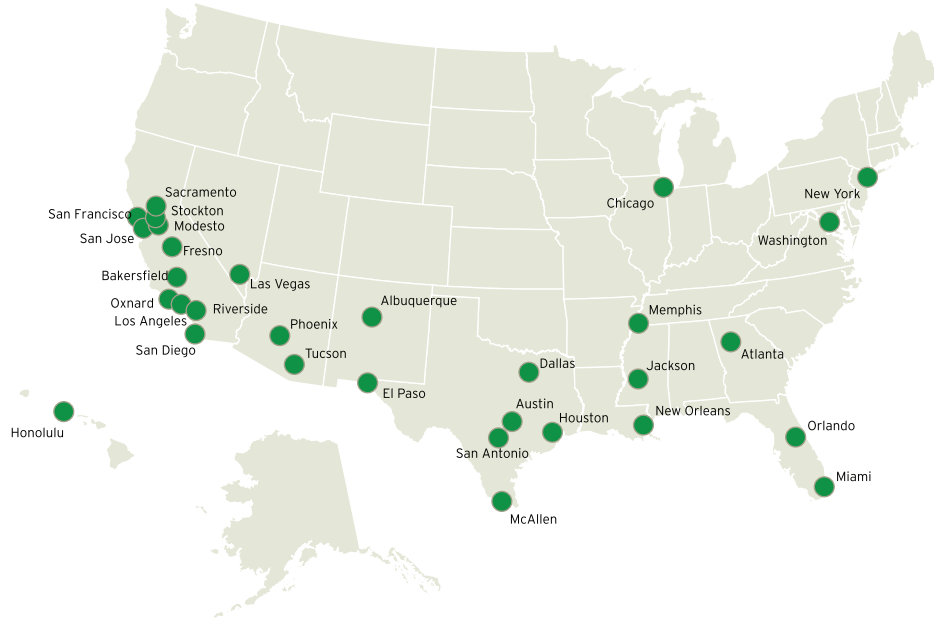 Sacramento
San Francisco
Stockton
Modesto
San Jose
Fresno
Bakersfield
Las Vegas
Oxnard
Riverside
Los Angeles
San Diego
Albuquerque
Phoenix
Tucson
El Paso
Chicago
New York
Washington
Memphis
Atlanta
Jackson
Dallas
Austin
Houston
New Orleans
San Antonio
McAllen
Orlando
Miami
Honolulu